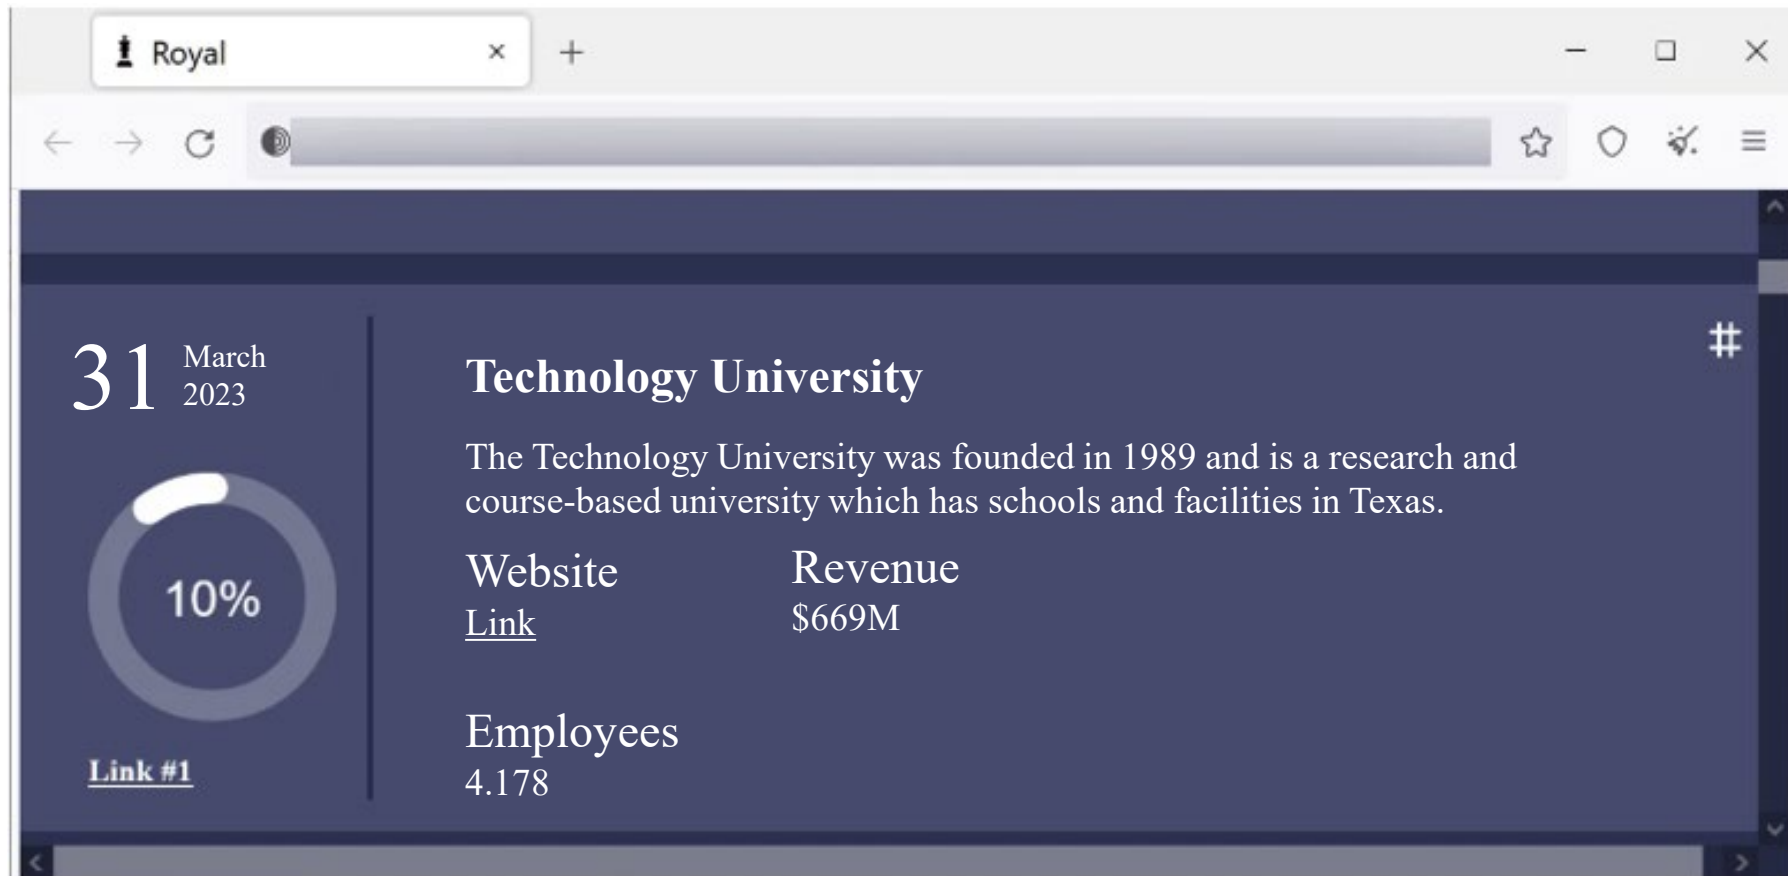 Royal
31 March
2023
Technology University
The Technology University was founded in 1989 and is a research and
course-based university which has schools and facilities in Texas.
10%
Website
Link
Revenue
$669M
Employees
4.178
Link #1
#